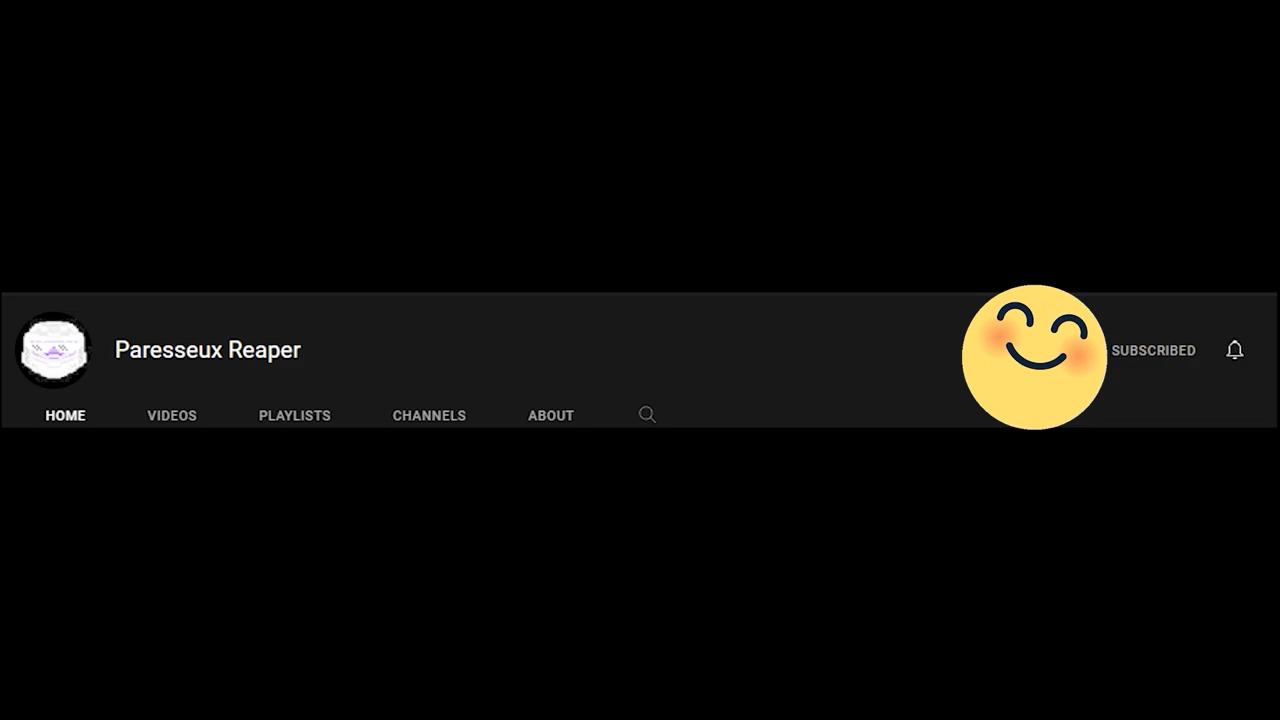 Paresseux Reaper
SUBSCRIBED
HOME VIDEOS PLAYLISTS CHANNELS ABOUT